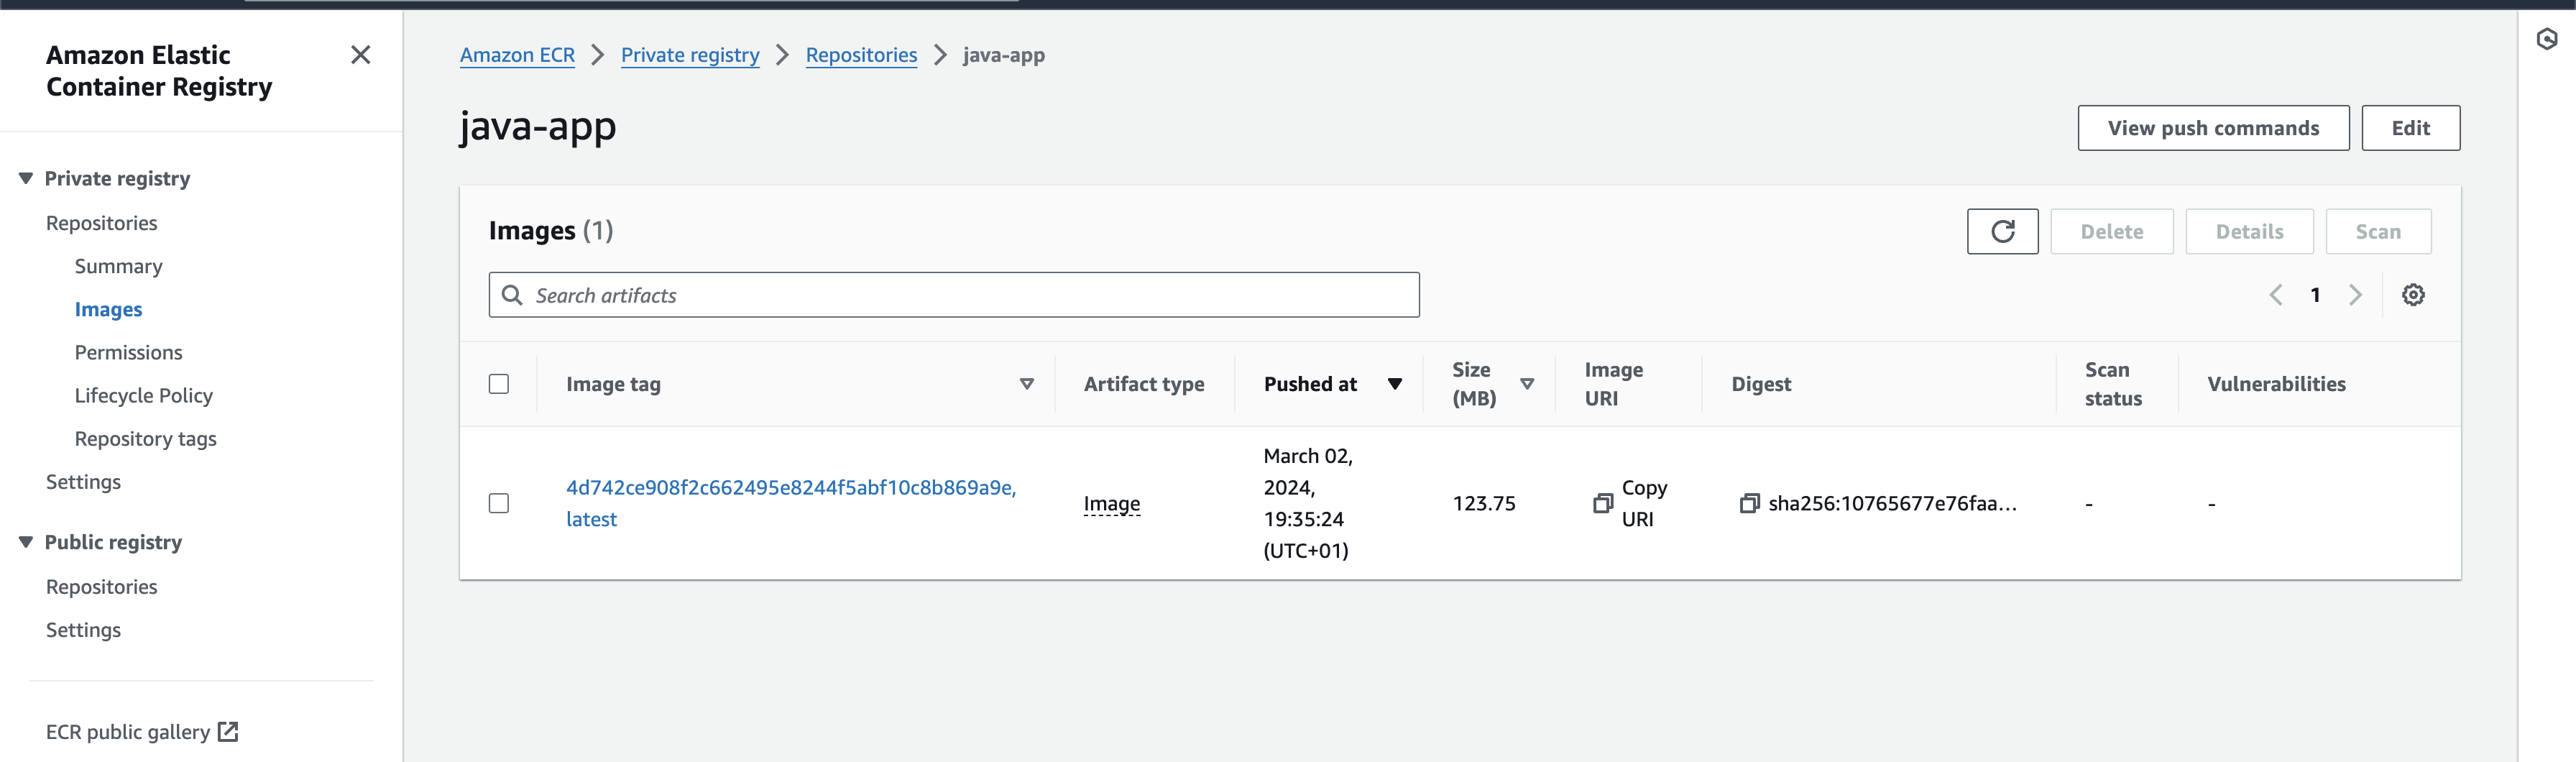 Amazon Elastic
Container Registry
Private registry
Repositories
Summary
Images
Permissions
Lifecycle Policy
Repository tags
Settings
Public registry
Repositories
Settings
ECR public gallery
Amazon ECR > Private registry > Repositories > java-app
java-app
View push commands
Edit
Images (1)
Delete
Details
Scan
Search artifacts
1
Image tag
Artifact type
Pushed at
Size
(MB)
Image
URI
Digest
Scan
status
Vulnerabilities
4d742ce908f2c662495e8244f5abf10c8b869a9e,
latest
Image
March 02,
2024,
19:35:24
(UTC+01)
123.75
Copy
URI
sha256:10765677e76faa...
-
-